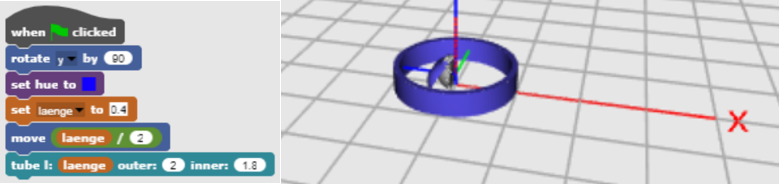 when clicked
rotate y by 90
set hue to
set laenge to 0.4
move laenge / 2
tube l: laenge outer: 2 inner: 1.8
X